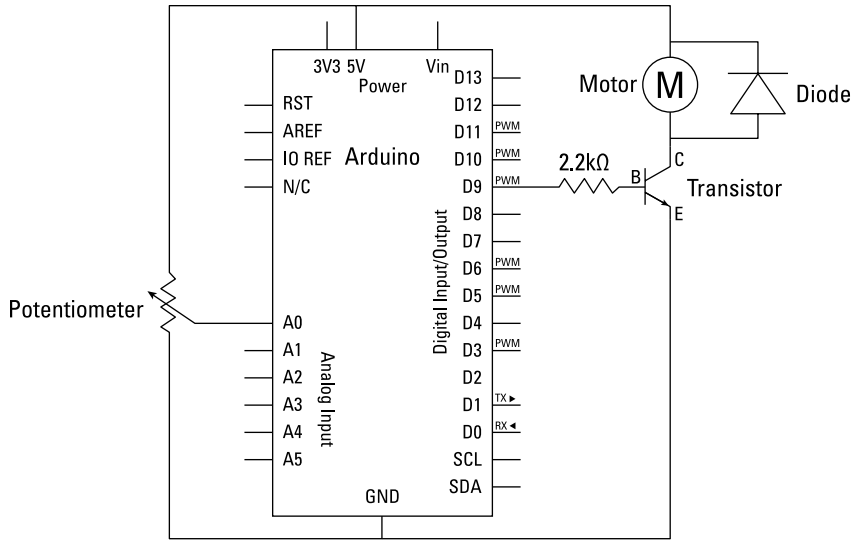 3V3 5V Vin
Power
D13
RST D12
AREF D11 PWM
IO REF Arduino D10 PWM
N/C D9 PWM
D8
D7
D6 PWM
D5 PWM
A0 D4
A1 D3 PWM
A2 D2
A3 D1 TX ▶
A4 D0 RX ◀
A5 SCL
SDA
GND
Analog Input
Digital Input/Output
Potentiometer
2.2kΩ
Motor M Diode
C
B Transistor
E